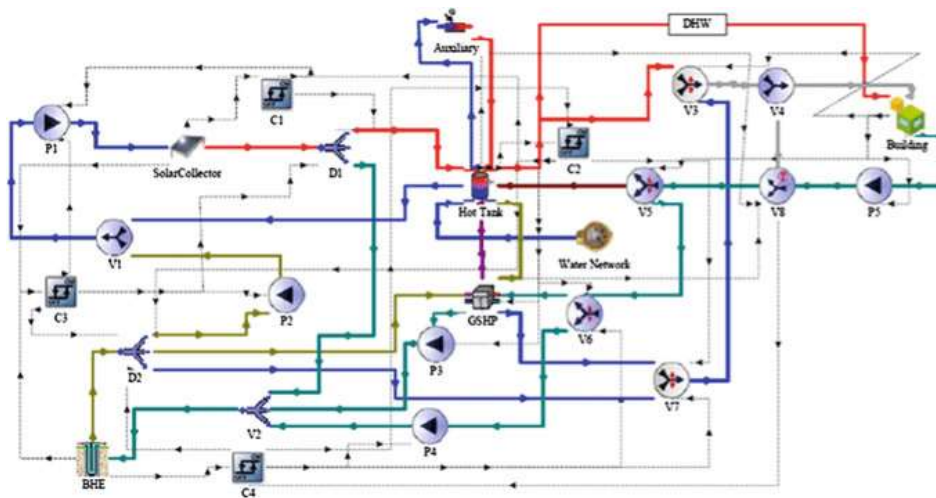 DHW
Auxiliary
C1
P1
V3
V4
Building
SolarCollector
D1
C2
Hot Tank
V5
V8
P5
V1
Water Network
C3
P2
GSHP
V6
D2
P3
V7
V2
P4
BHE
C4